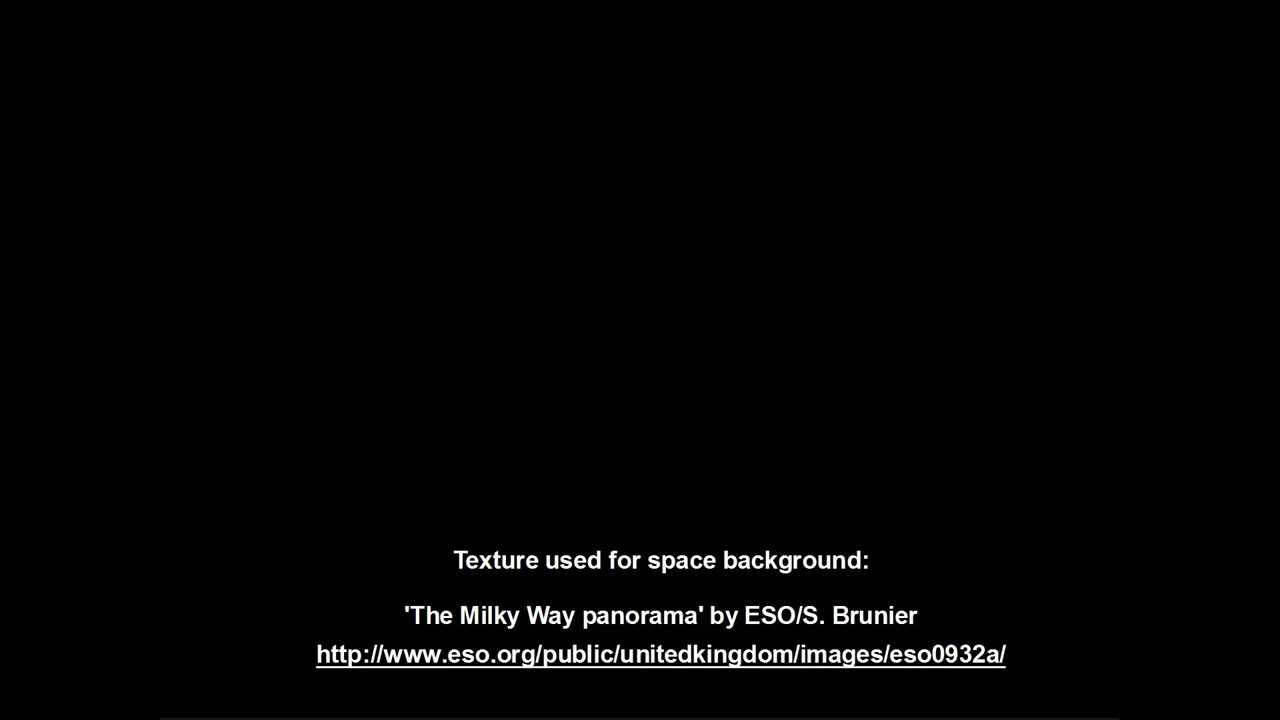 Texture used for space background:
'The Milky Way panorama' by ESO/S. Brunier
http://www.eso.org/public/unitedkingdom/images/eso0932a/